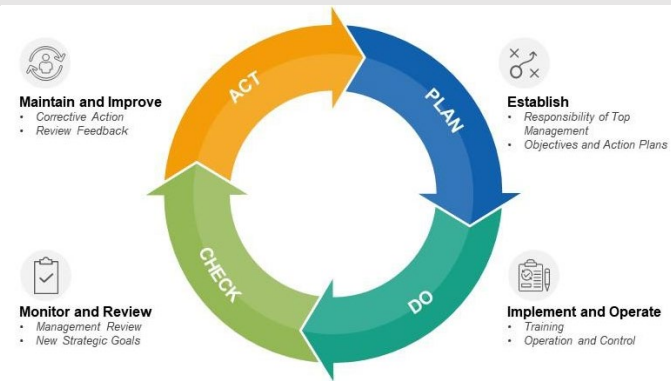 ACT
PLAN
CHECK
DO
Maintain and Improve
• Corrective Action
• Review Feedback
Establish
• Responsibility of Top
Management
• Objectives and Action Plans
Monitor and Review
• Management Review
• New Strategic Goals
Implement and Operate
• Training
• Operation and Control